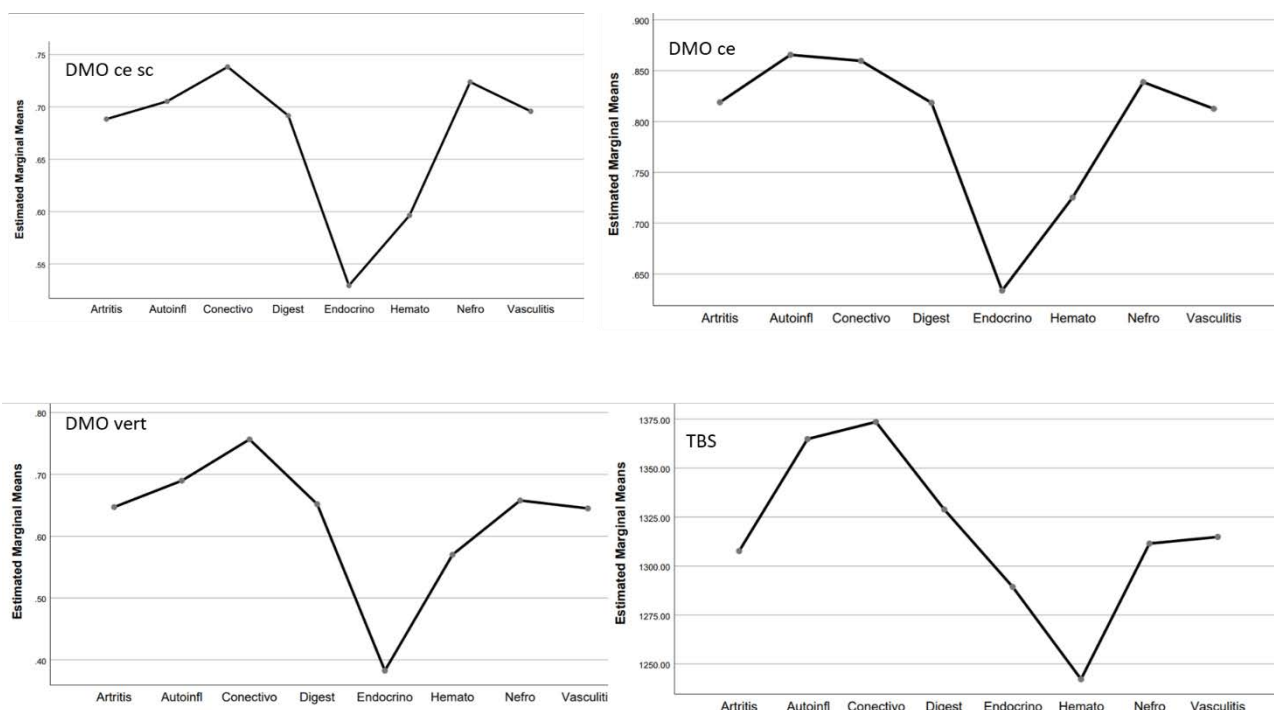 DMO ce sc
Estimated Marginal Means
.75
.70
.65
.60
.55
Artritis Autoinfl Conectivo Digest Endocrino Hemato Nefro Vasculitis
DMO ce
Estimated Marginal Means
.900
.850
.800
.750
.700
.650
Artritis Autoinfl Conectivo Digest Endocrino Hemato Nefro Vasculitis
DMO vert
Estimated Marginal Means
.80
.70
.60
.50
.40
Artritis Autoinfl Conectivo Digest Endocrino Hemato Nefro Vasculiti
TBS
Estimated Marginal Means
1375.00
1350.00
1325.00
1300.00
1275.00
1250.00
Artritis Autoinfl Conectivo Digest Endocrino Hemato Nefro Vasculitis